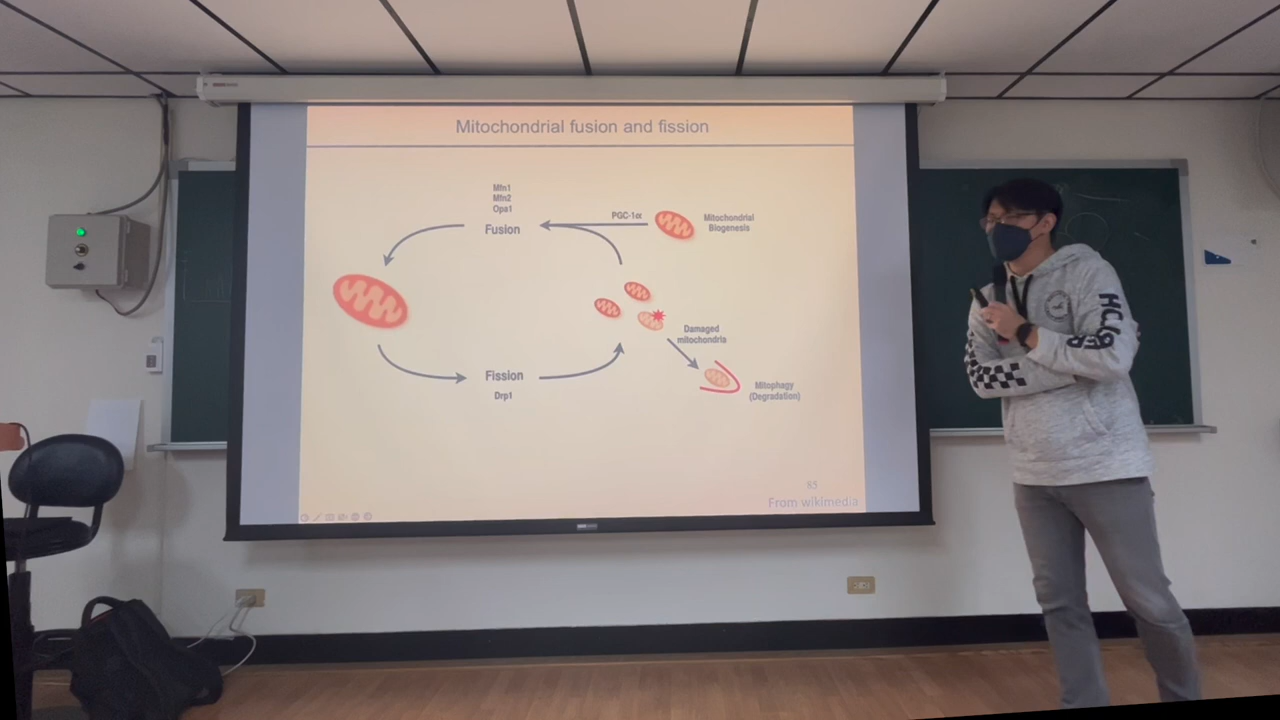 Mitochondrial fusion and fission
Mfn1
Mfn2
Opa1
Fusion
PGC-1α
Mitochondrial
Biogenesis
Damaged
mitochondria
Fission
Drp1
Mitophagy
(Degradation)
85
From wikimedia